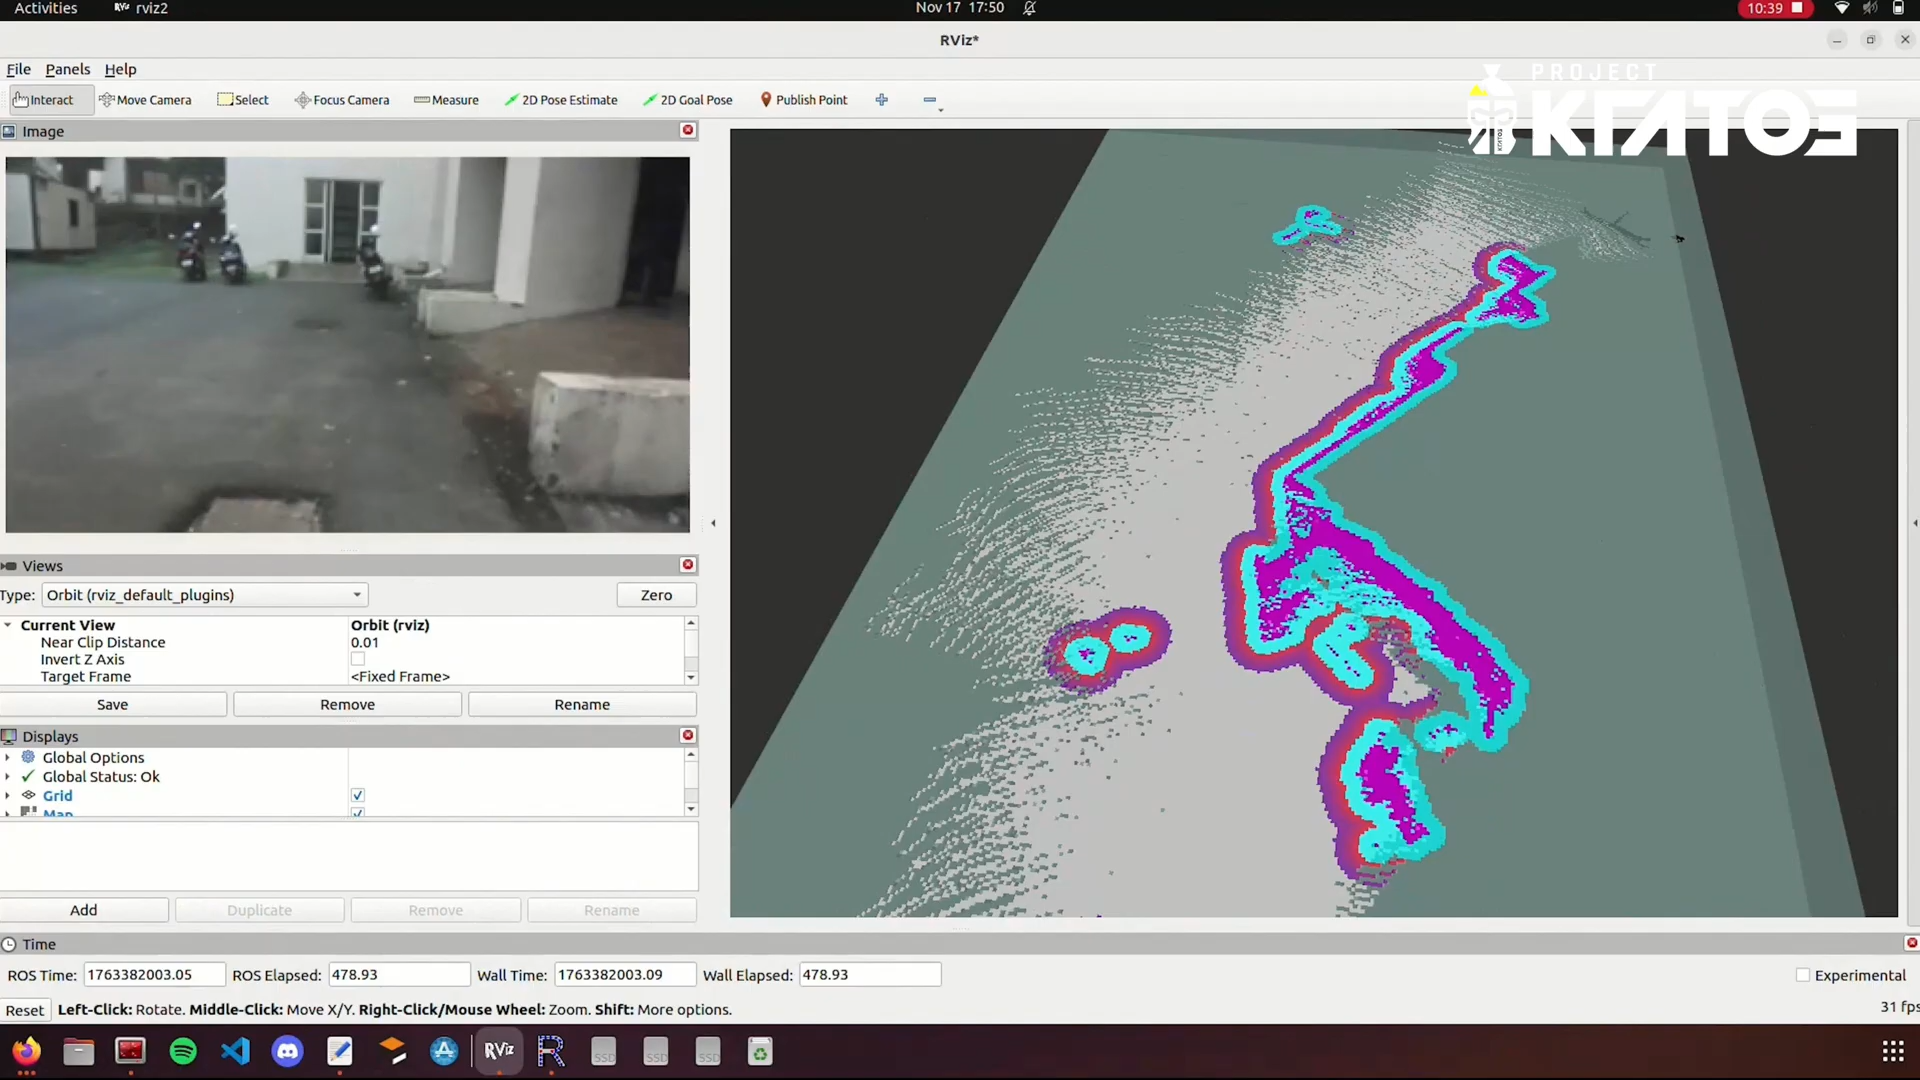 Activities
rviz2
Nov 17 17:50
10:39
RViz*
PROJECT
KRATOS
File Panels Help
Interact Move Camera Select Focus Camera Measure 2D Pose Estimate 2D Goal Pose Publish Point
Image
Views
Type: Orbit (rviz_default_plugins) Zero
Current View Orbit (rviz)
Near Clip Distance 0.01
Invert Z Axis
Target Frame <Fixed Frame>
Save Remove Rename
Displays
Global Options
Global Status: Ok
Grid
Map
Add Duplicate Remove Rename
Time
ROS Time: 1763382003.05 ROS Elapsed: 478.93 Wall Time: 1763382003.09 Wall Elapsed: 478.93 Experimental
Reset Left-Click: Rotate. Middle-Click: Move X/Y. Right-Click/Mouse Wheel: Zoom. Shift: More options. 31 fps
RViz
SSD SSD SSD